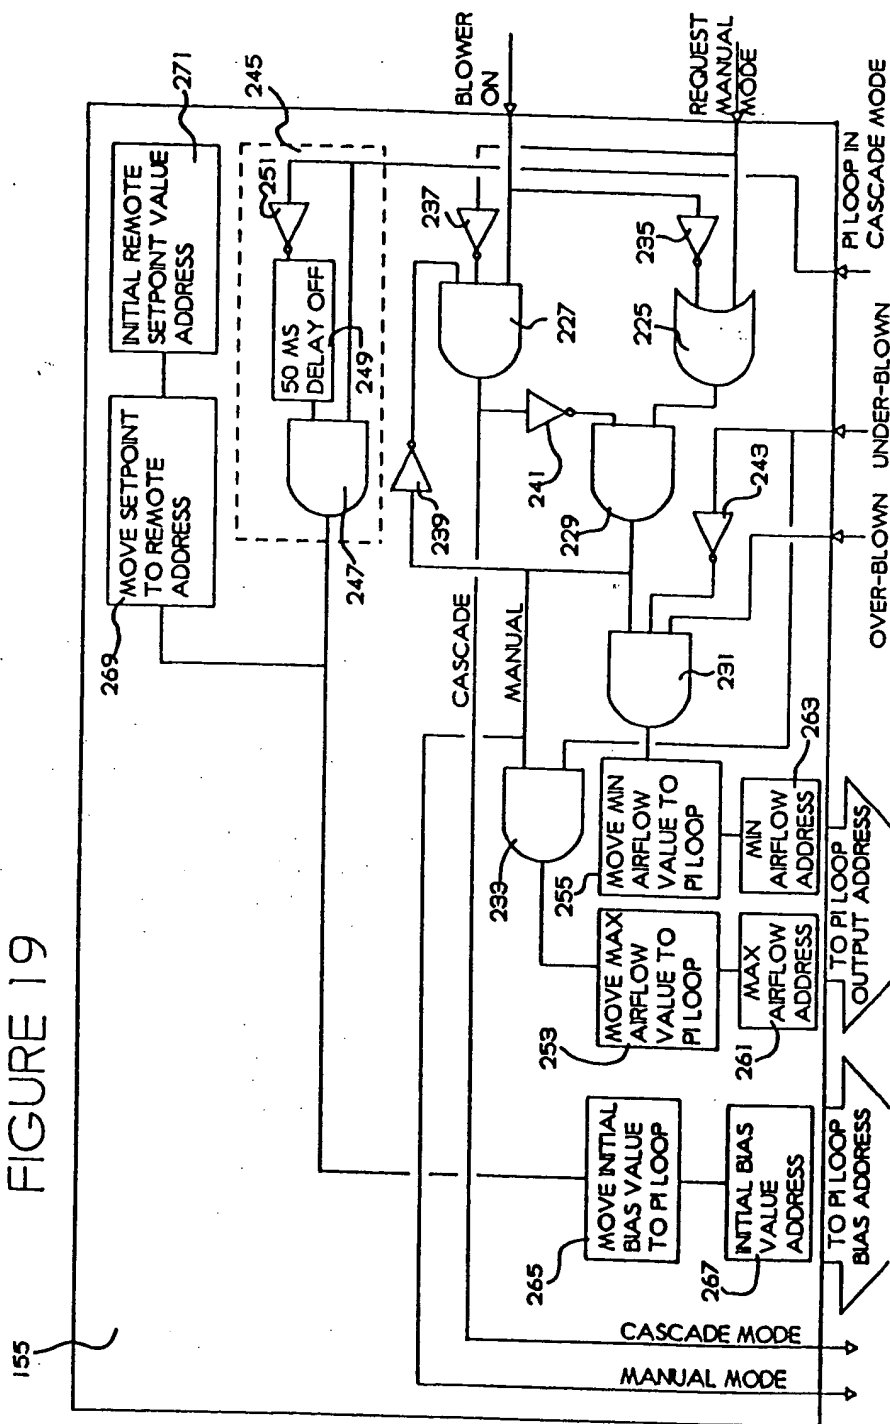 FIGURE 19
155
INITIAL REMOTE
SETPOINT VALUE
ADDRESS
271
MOVE SETPOINT
TO REMOTE
ADDRESS
269
245
251
50 MS
DELAY OFF
249
247
BLOWER
ON
REQUEST
MANUAL
MODE
PI LOOP IN
CASCADE MODE
UNDER-BLOWN
OVER-BLOWN
237
239
227
235
225
241
229
243
231
CASCADE
MANUAL
233
255
MOVE MIN
AIRFLOW
VALUE TO
PI LOOP
263
MIN
AIRFLOW
ADDRESS
253
MOVE MAX
AIRFLOW
VALUE TO
PI LOOP
261
MAX
AIRFLOW
ADDRESS
TO PI LOOP
OUTPUT ADDRESS
265
MOVE INITIAL
BIAS VALUE
TO PI LOOP
267
INITIAL BIAS
VALUE
ADDRESS
TO PI LOOP
BIAS ADDRESS
CASCADE MODE
MANUAL MODE